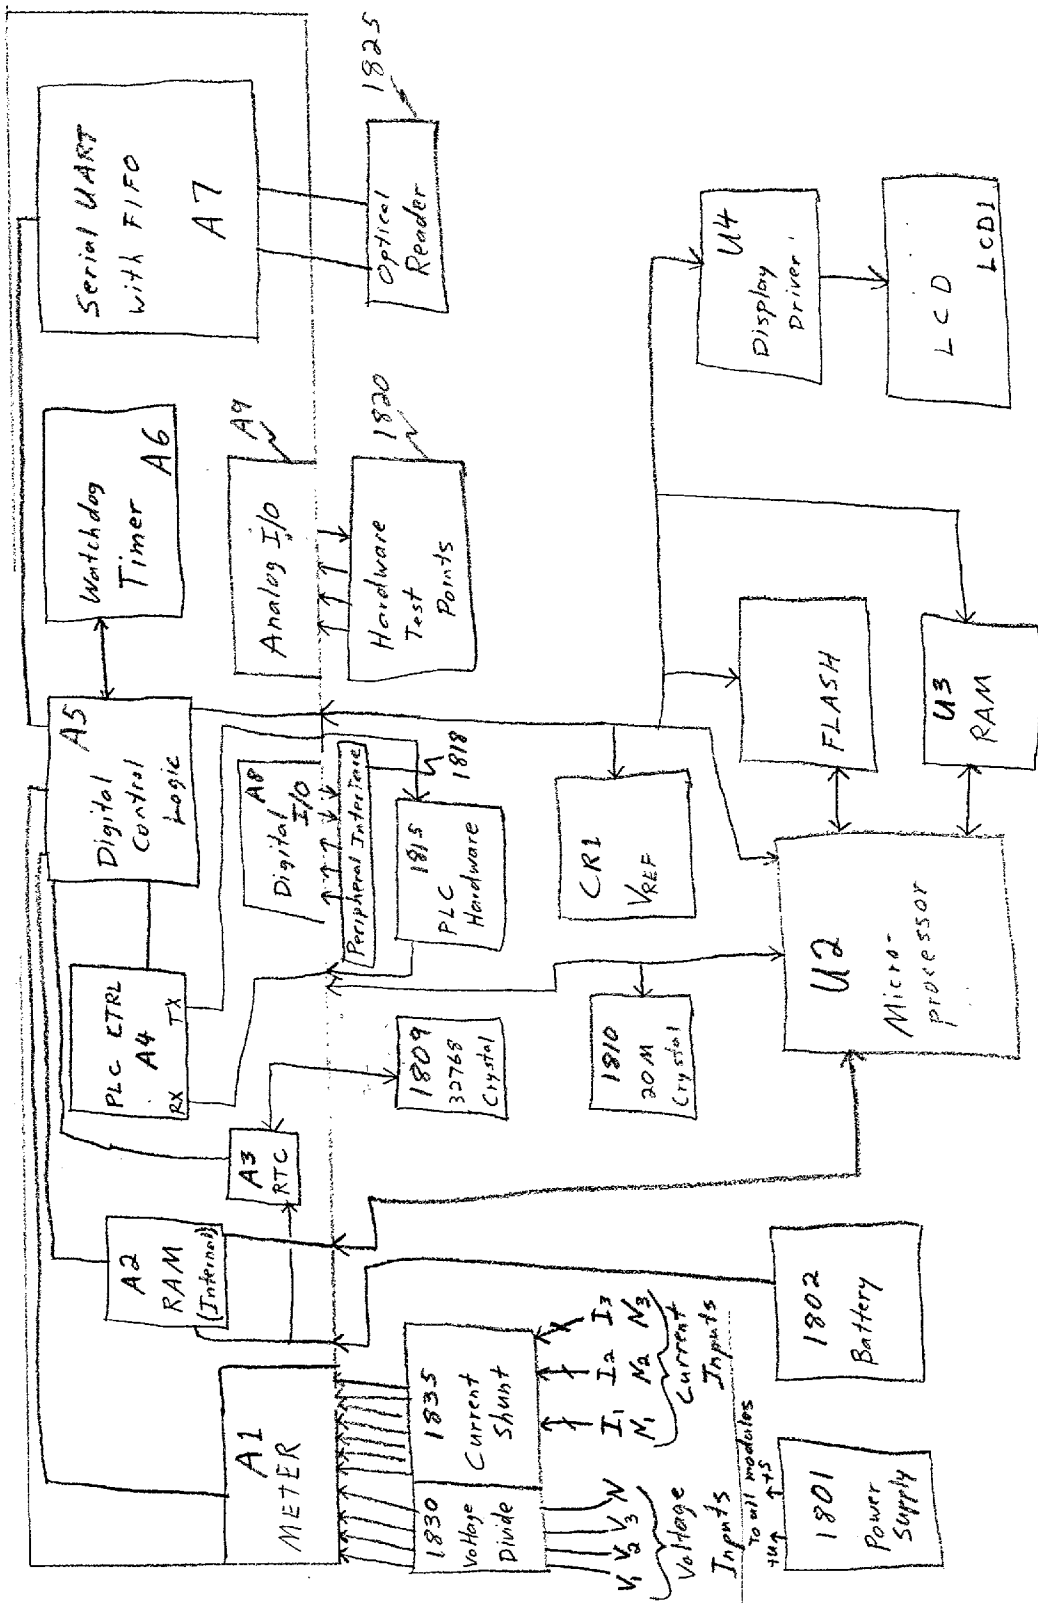 Serial UART
with FIFO
A7
1825
Optical
Reader
Watchdog
Timer
A6
A9
Analog I/O
1820
Hardware
Test
Points
U4
Display
Driver
LCD
LCD1
A5
Digital
Control
Logic
A8
Digital
I/O
Peripheral Interface
1818
1815
PLC
Hardware
CR1
VREF
FLASH
U3
RAM
PLC CTRL
A4
RX
TX
A3
RTC
1809
32768
Crystal
1810
20M
Crystal
U2
Micro-
processor
A2
RAM
(Internal)
A1
METER
1835
Current
Shunt
1830
Voltage
Divide
I1 I2 I3
N1 N2 N3
Current
Inputs
V1 V2 V3 N
Voltage
Inputs
To all modules
+U +5
1801
Power
Supply
1802
Battery